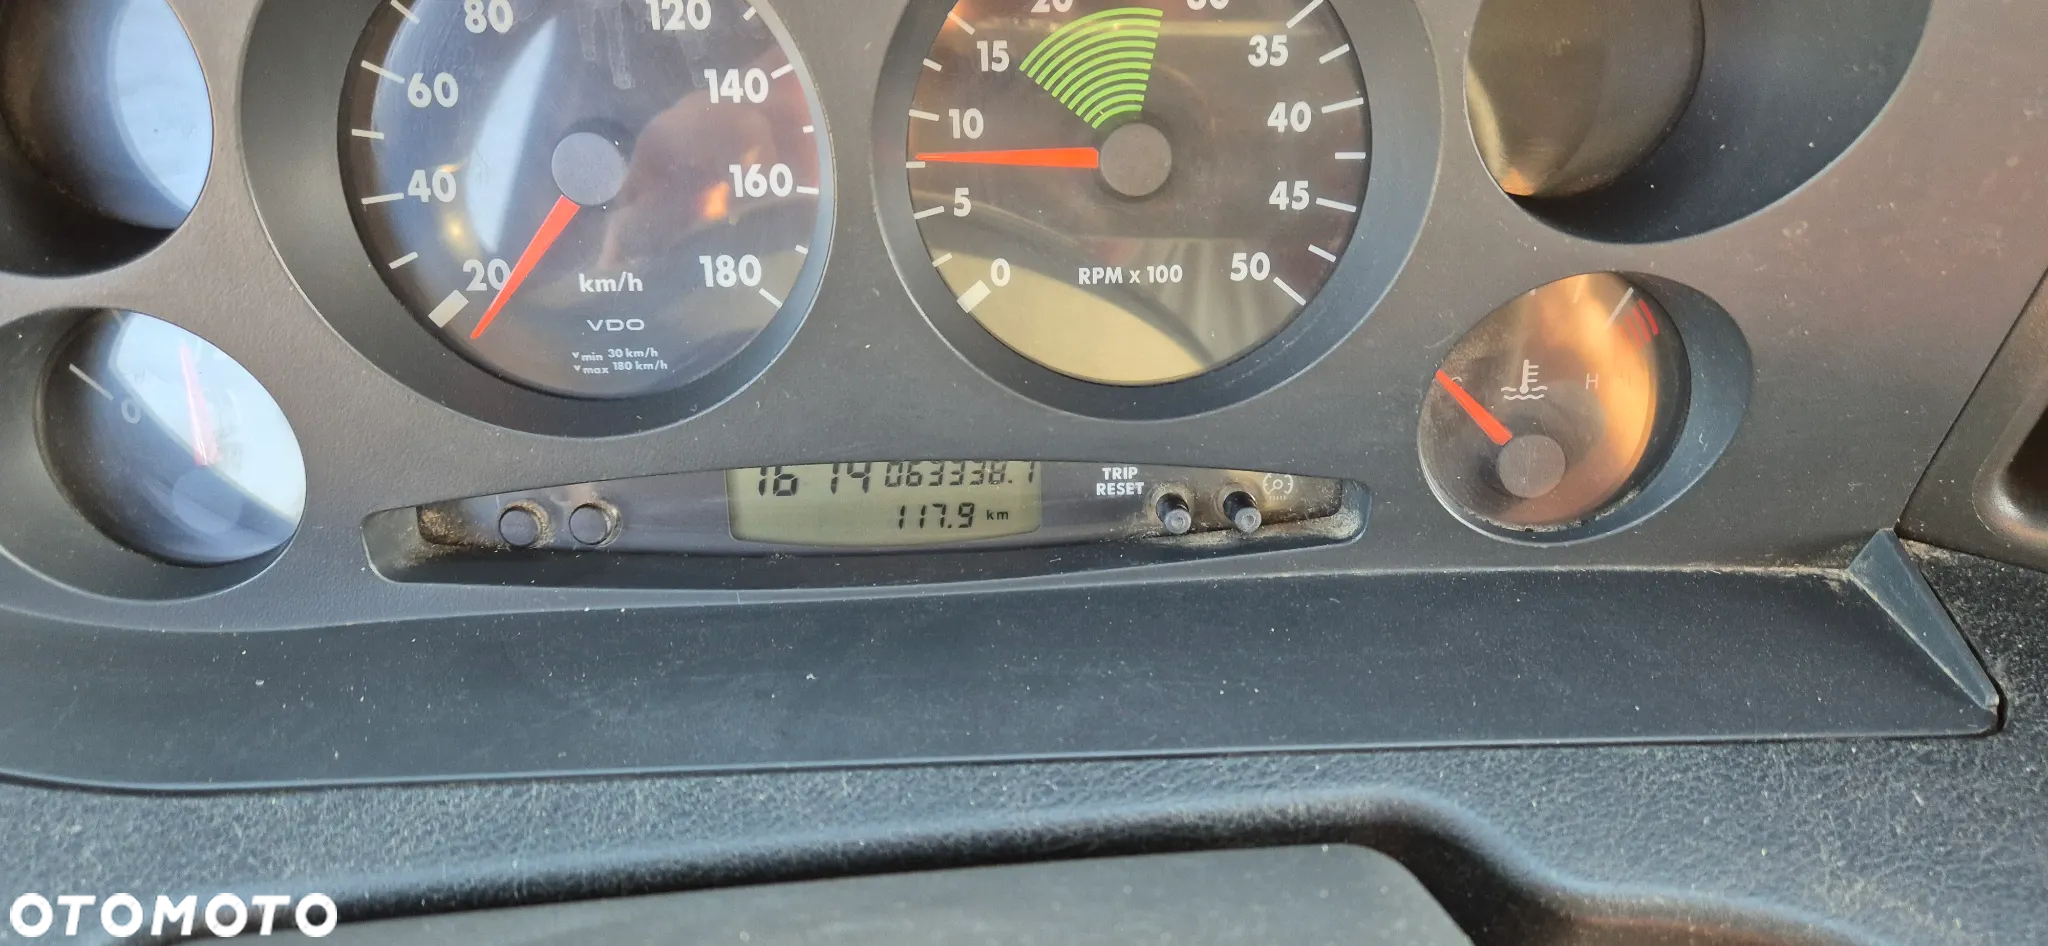 80 120
60 140
40 160
20 180
km/h
VDO
v min 30 km/h
v max 180 km/h
15 35
10 40
5 45
0 50
RPM x 100
0
H
16 14 063338.1
117.9 km
TRIP
RESET
OTOMOTO